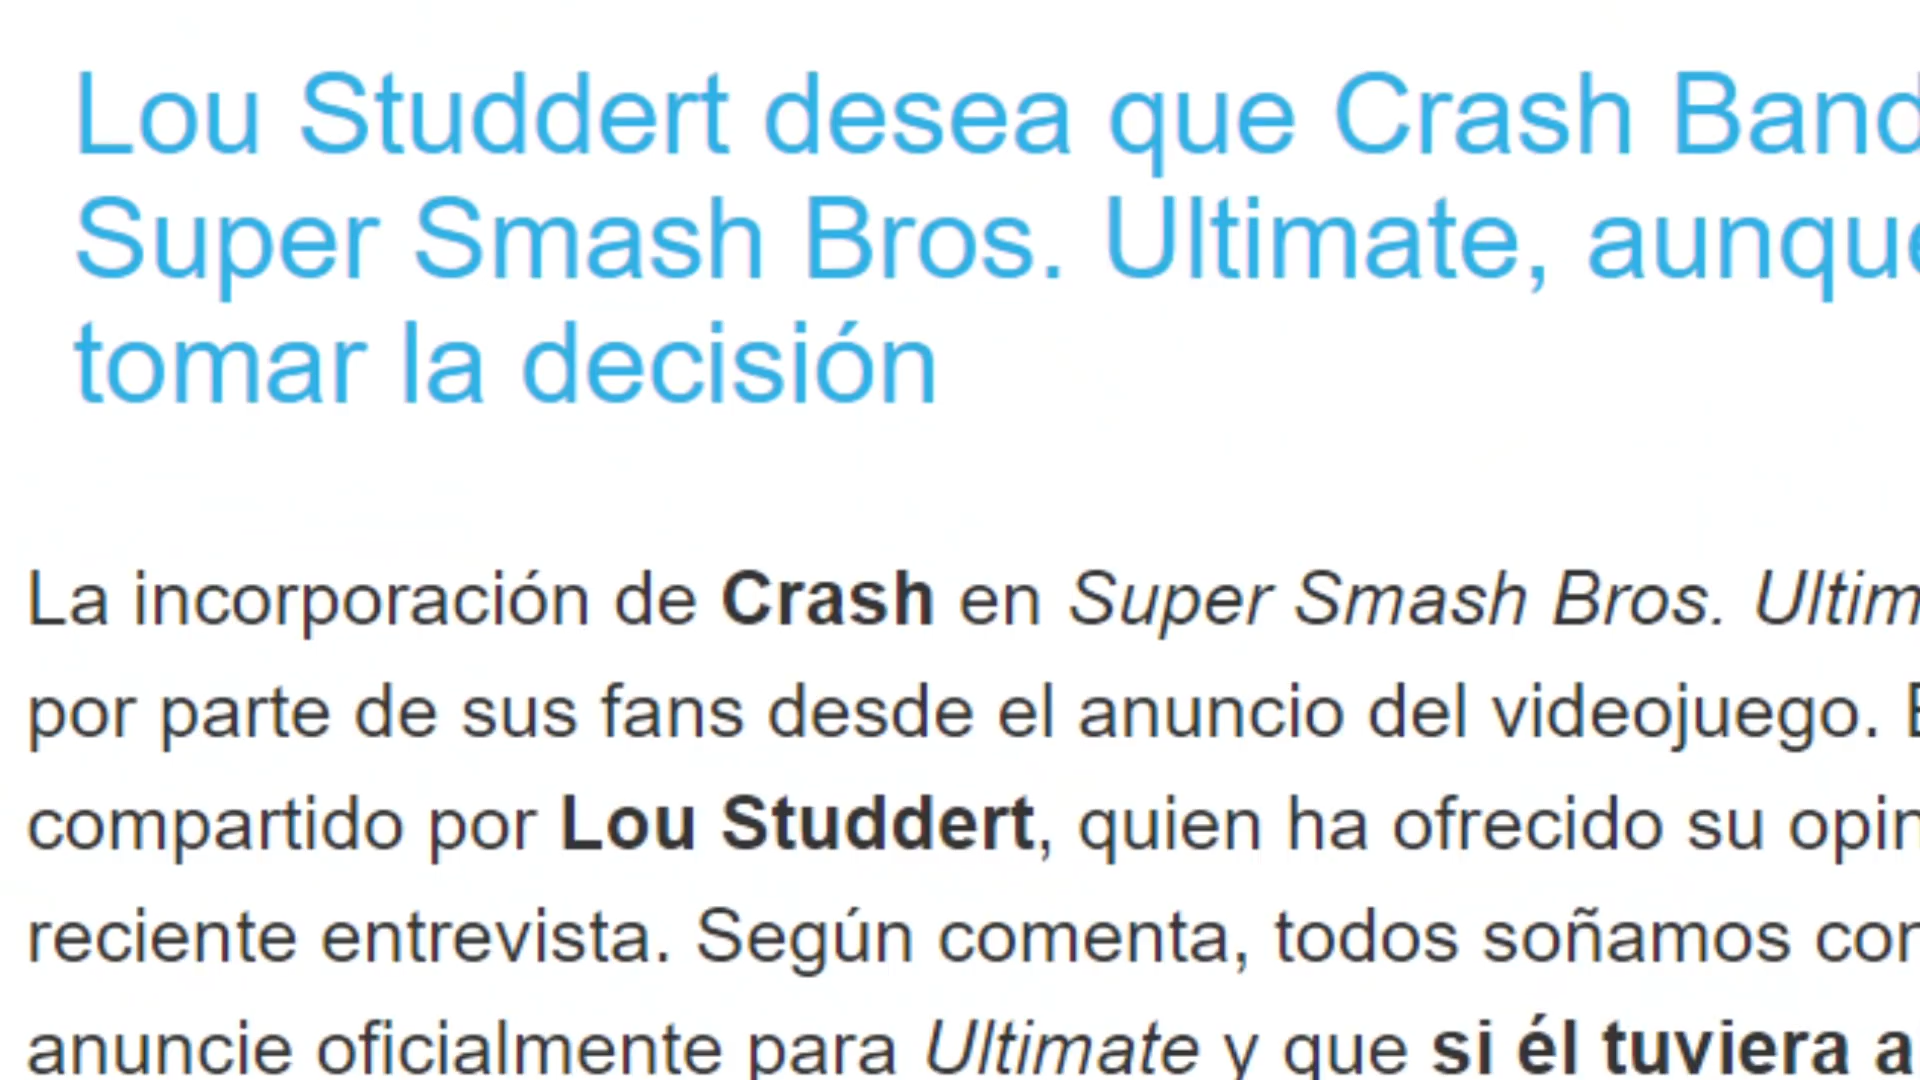 Lou Studdert desea que Crash Band
Super Smash Bros. Ultimate, aunque
tomar la decisión
La incorporación de Crash en Super Smash Bros. Ultim
por parte de sus fans desde el anuncio del videojuego. E
compartido por Lou Studdert, quien ha ofrecido su opin
reciente entrevista. Según comenta, todos soñamos con
anuncie oficialmente para Ultimate y que si él tuviera a